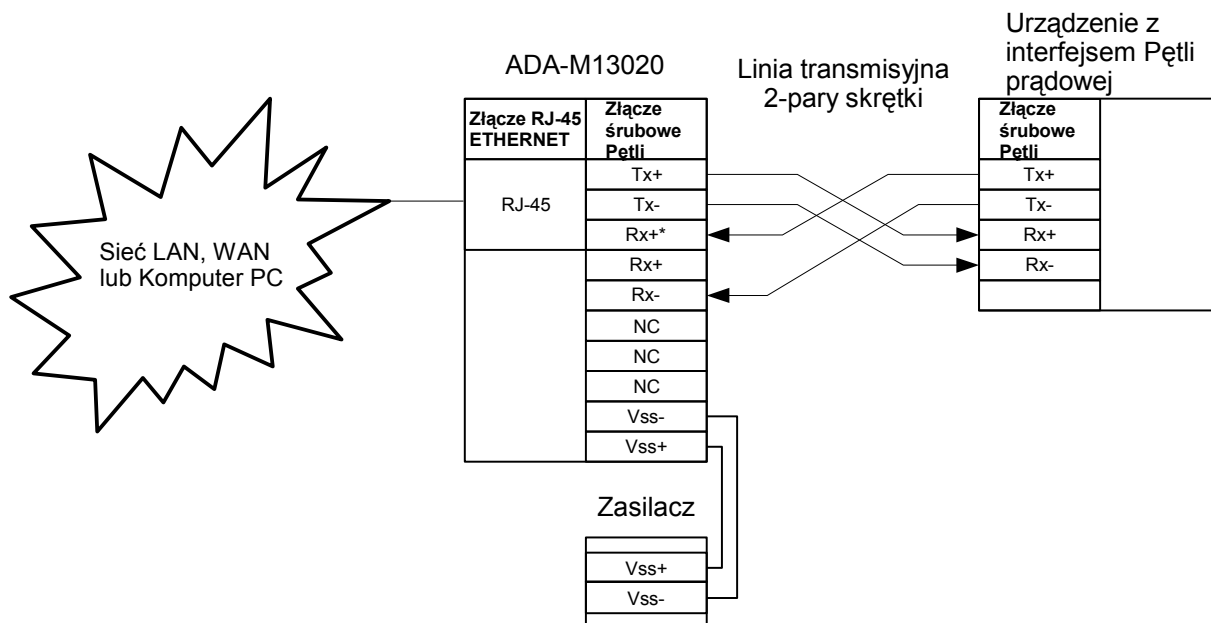 Sieć LAN, WAN
lub Komputer PC
ADA-M13020
Złącze RJ-45
ETHERNET
Złącze
śrubowe
Pętli
RJ-45
Tx+
Tx-
Rx+*
Rx+
Rx-
NC
NC
NC
Vss-
Vss+
Linia transmisyjna
2-pary skrętki
Urządzenie z
interfejsem Pętli
prądowej
Złącze
śrubowe
Pętli
Tx+
Tx-
Rx+
Rx-
Zasilacz
Vss+
Vss-